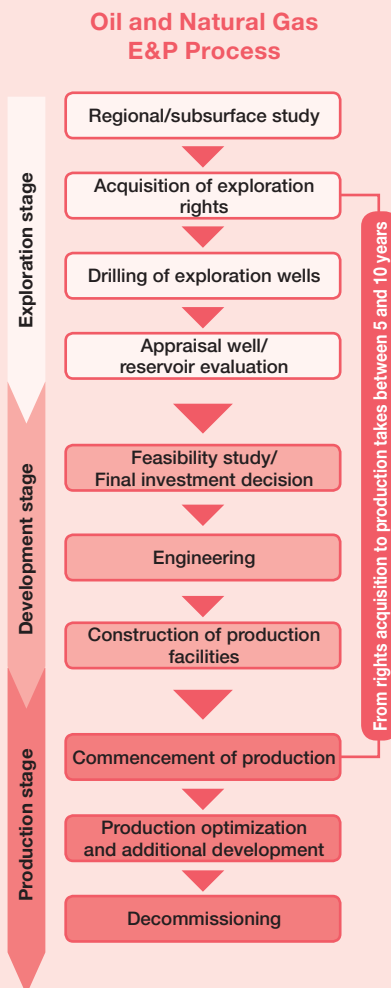 Oil and Natural Gas
E&P Process
Exploration stage
Regional/subsurface study
Acquisition of exploration
rights
Drilling of exploration wells
Appraisal well/
reservoir evaluation
Development stage
Feasibility study/
Final investment decision
Engineering
Construction of production
facilities
Production stage
Commencement of production
Production optimization
and additional development
Decommissioning
From rights acquisition to production takes between 5 and 10 years